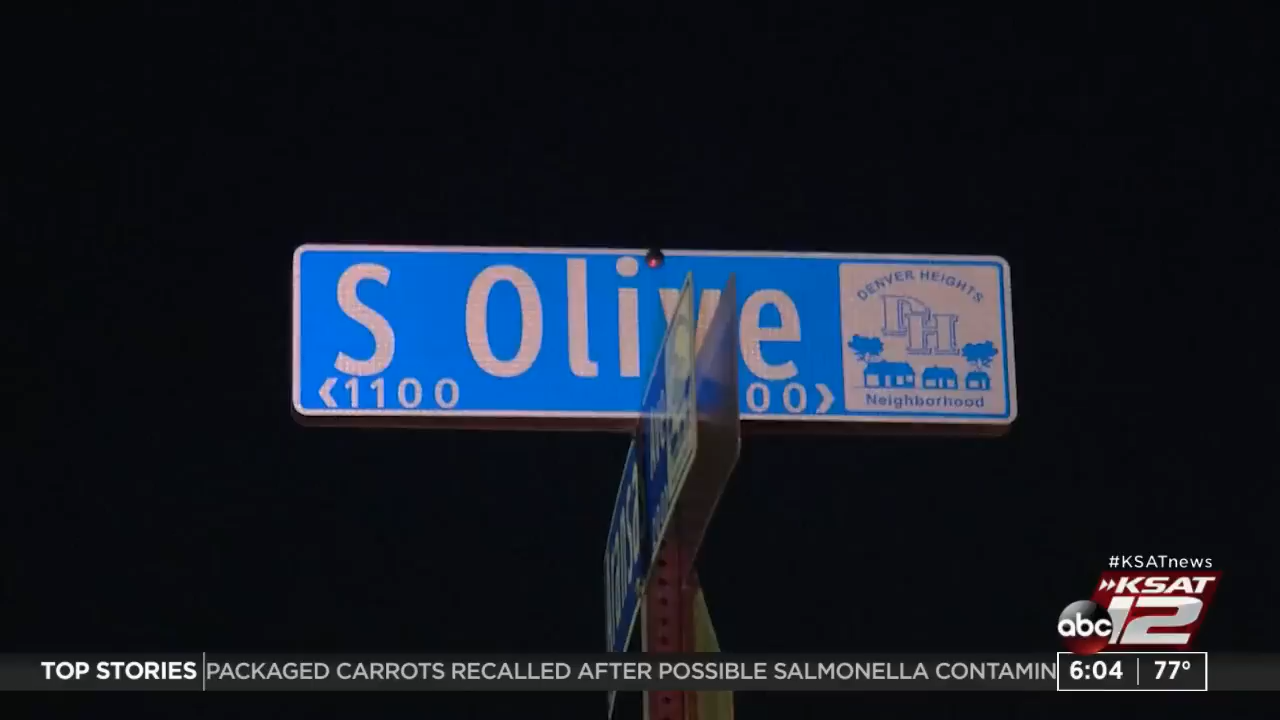 S Olive
<1100
00>
DENVER HEIGHTS
DH
Neighborhood
#KSATnews
KSAT
abc 12
TOP STORIES PACKAGED CARROTS RECALLED AFTER POSSIBLE SALMONELLA CONTAMIN
6:04 77°